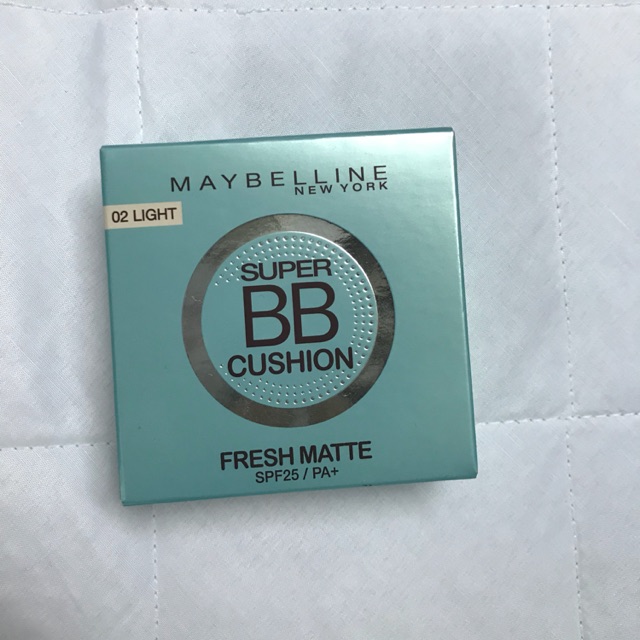 MAYBELLINE
NEW YORK
02 LIGHT
SUPER
BB
CUSHION
FRESH MATTE
SPF25 / PA+